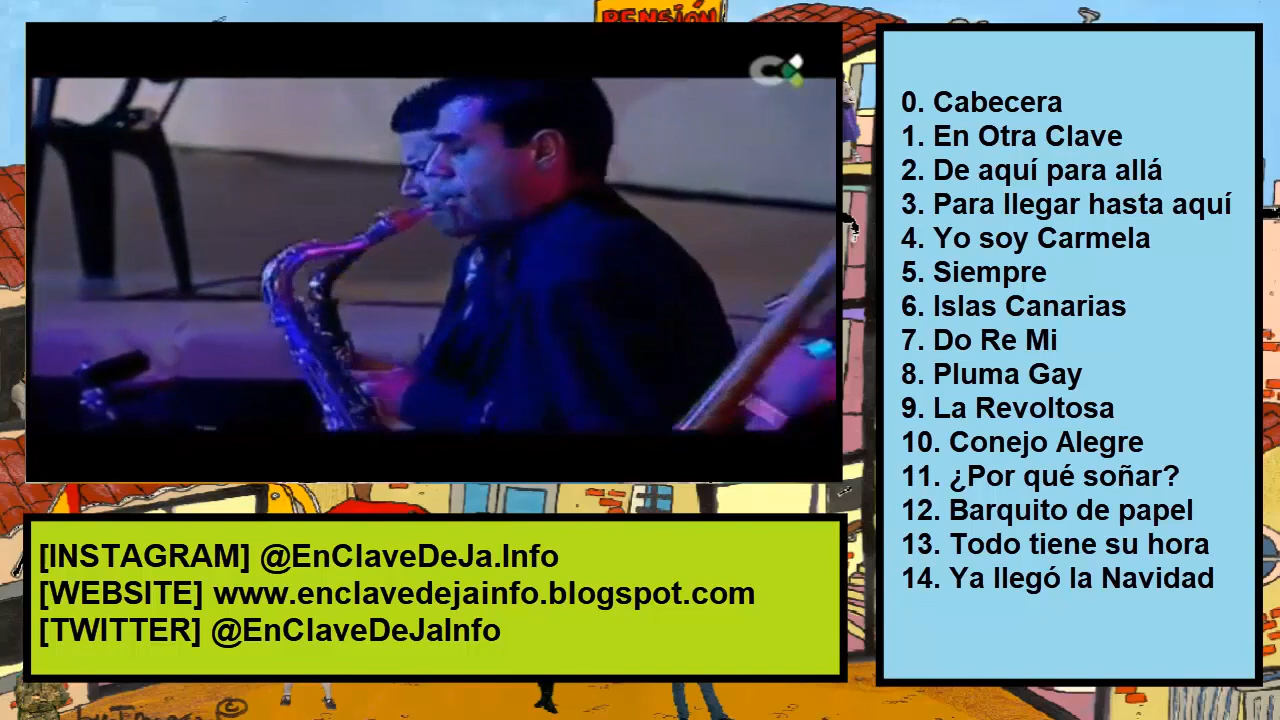 PENSIÓN
0. Cabecera
1. En Otra Clave
2. De aquí para allá
3. Para llegar hasta aquí
4. Yo soy Carmela
5. Siempre
6. Islas Canarias
7. Do Re Mi
8. Pluma Gay
9. La Revoltosa
10. Conejo Alegre
11. ¿Por qué soñar?
12. Barquito de papel
13. Todo tiene su hora
14. Ya llegó la Navidad
[INSTAGRAM] @EnClaveDeJa.Info
[WEBSITE] www.enclavedejainfo.blogspot.com
[TWITTER] @EnClaveDeJaInfo